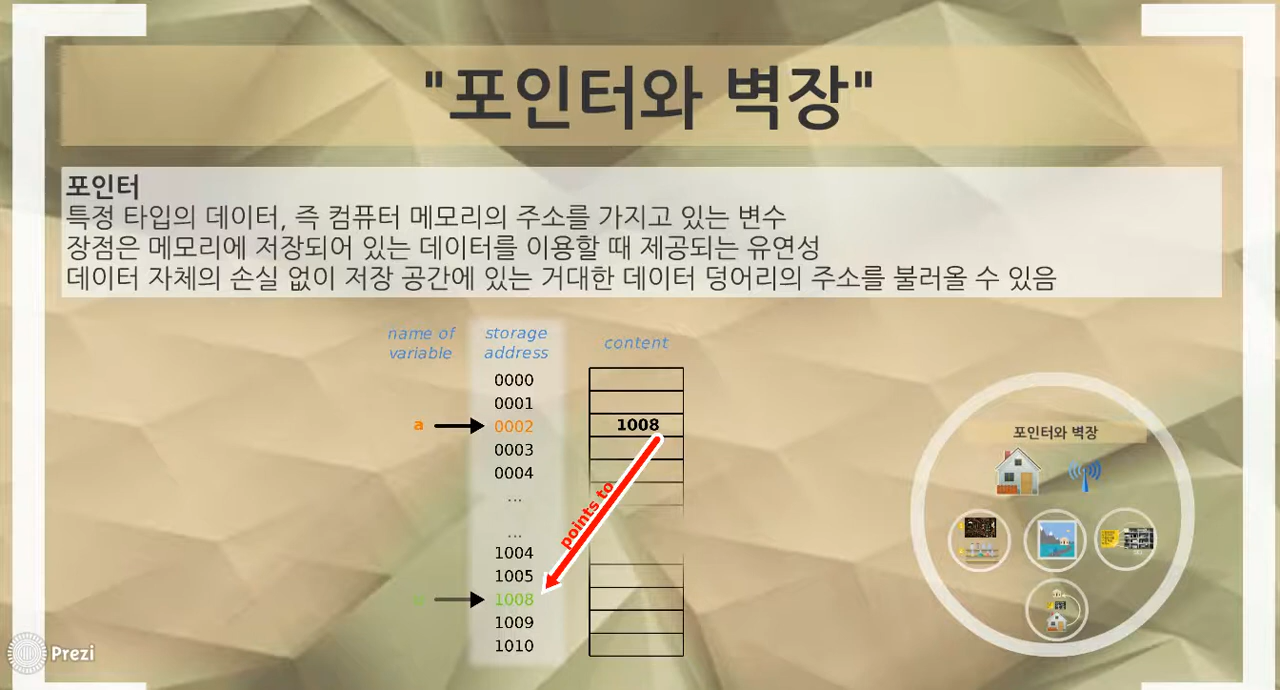 "포인터와 벽장"
포인터
특정 타입의 데이터, 즉 컴퓨터 메모리의 주소를 가지고 있는 변수
장점은 메모리에 저장되어 있는 데이터를 이용할 때 제공되는 유연성
데이터 자체의 손실 없이 저장 공간에 있는 거대한 데이터 덩어리의 주소를 불러올 수 있음
name of
variable
storage
address
content
0000
0001
a 0002 1008
0003
0004
...
points to
...
1004
1005
1008
1009
1010
포인터와 벽장
Prezi